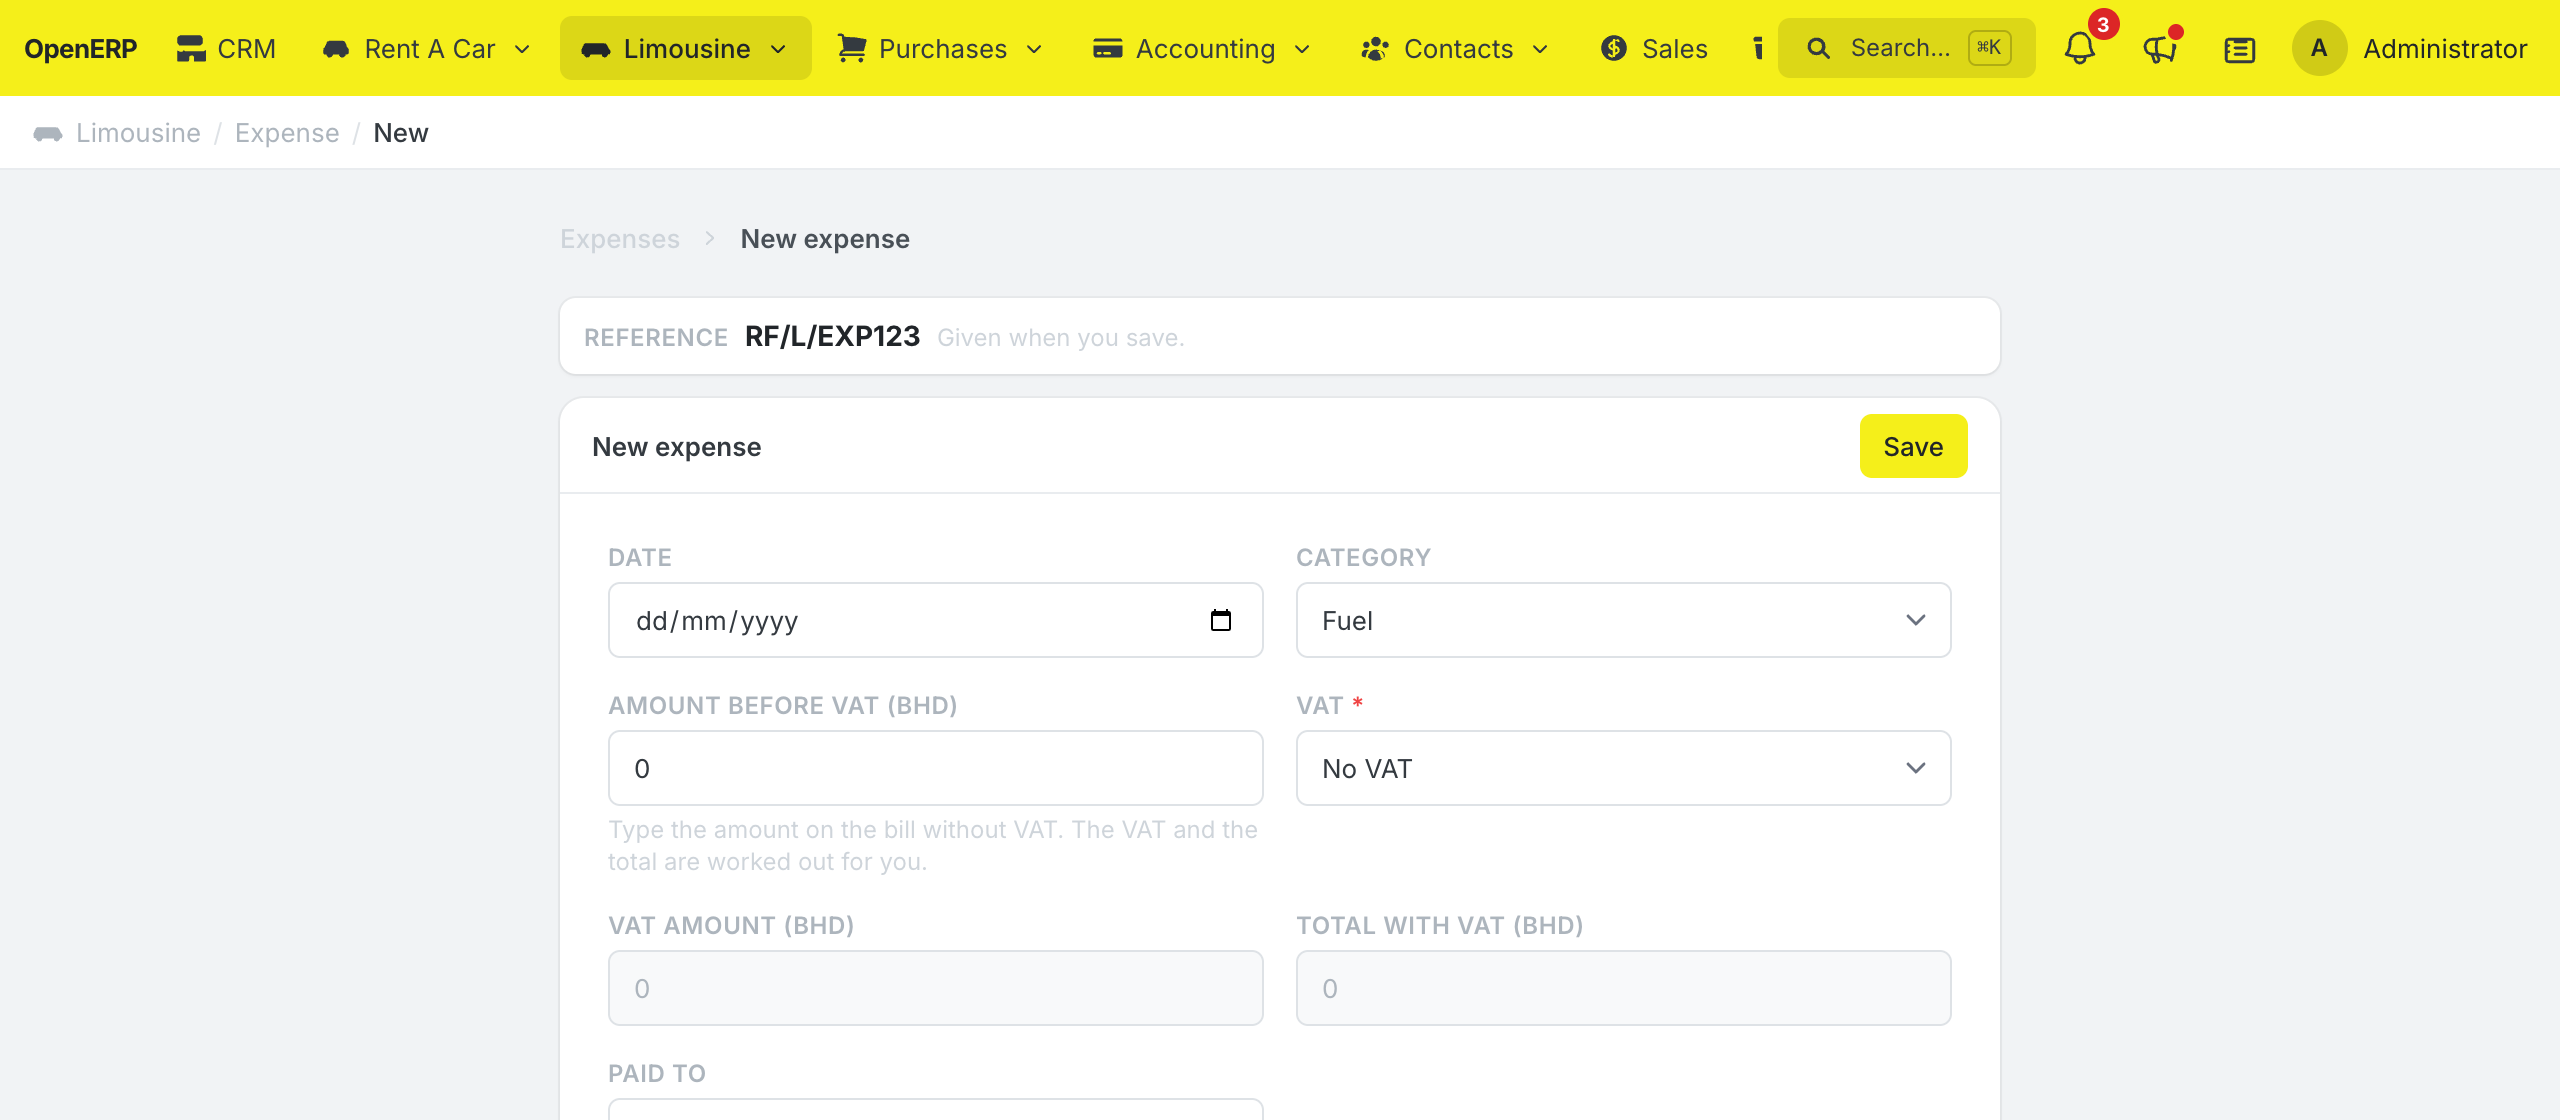 OpenERP CRM Rent A Car Limousine Purchases Accounting Contacts Sales Search... ⌘K 3 A Administrator
Limousine / Expense / New
Expenses > New expense
REFERENCE RF/L/EXP123 Given when you save.
New expense Save
DATE CATEGORY
dd/mm/yyyy Fuel
AMOUNT BEFORE VAT (BHD) VAT *
0 No VAT
Type the amount on the bill without VAT. The VAT and the
total are worked out for you.
VAT AMOUNT (BHD) TOTAL WITH VAT (BHD)
0 0
PAID TO